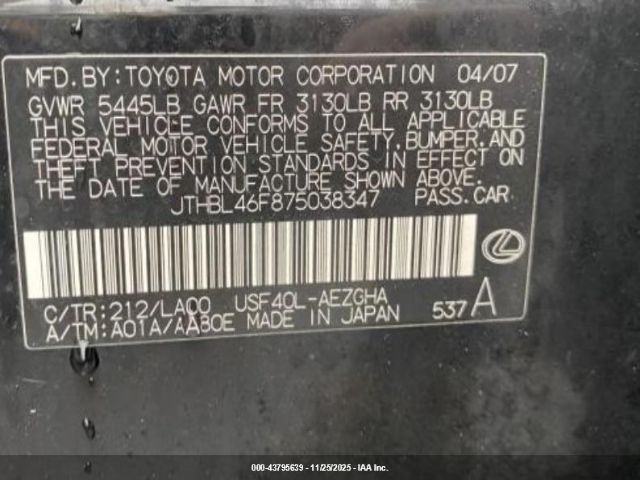 MFD.BY:TOYOTA MOTOR CORPORATION 04/07
GVWR 5445LB GAWR FR 3130LB RR 3130LB
THIS VEHICLE CONFORMS TO ALL APPLICABLE
FEDERAL MOTOR VEHICLE SAFETY,BUMPER,AND
THEFT PREVENTION STANDARDS IN EFFECT ON
THE DATE OF MANUFACTURE SHOWN ABOVE.
JTHBL46F875038347 PASS.CAR
C/TR:212/LA00 USF40L-AEZGHA
A/TM:A01A/AA80E MADE IN JAPAN 537 A
000-43795639 - 11/25/2025 - IAA Inc.